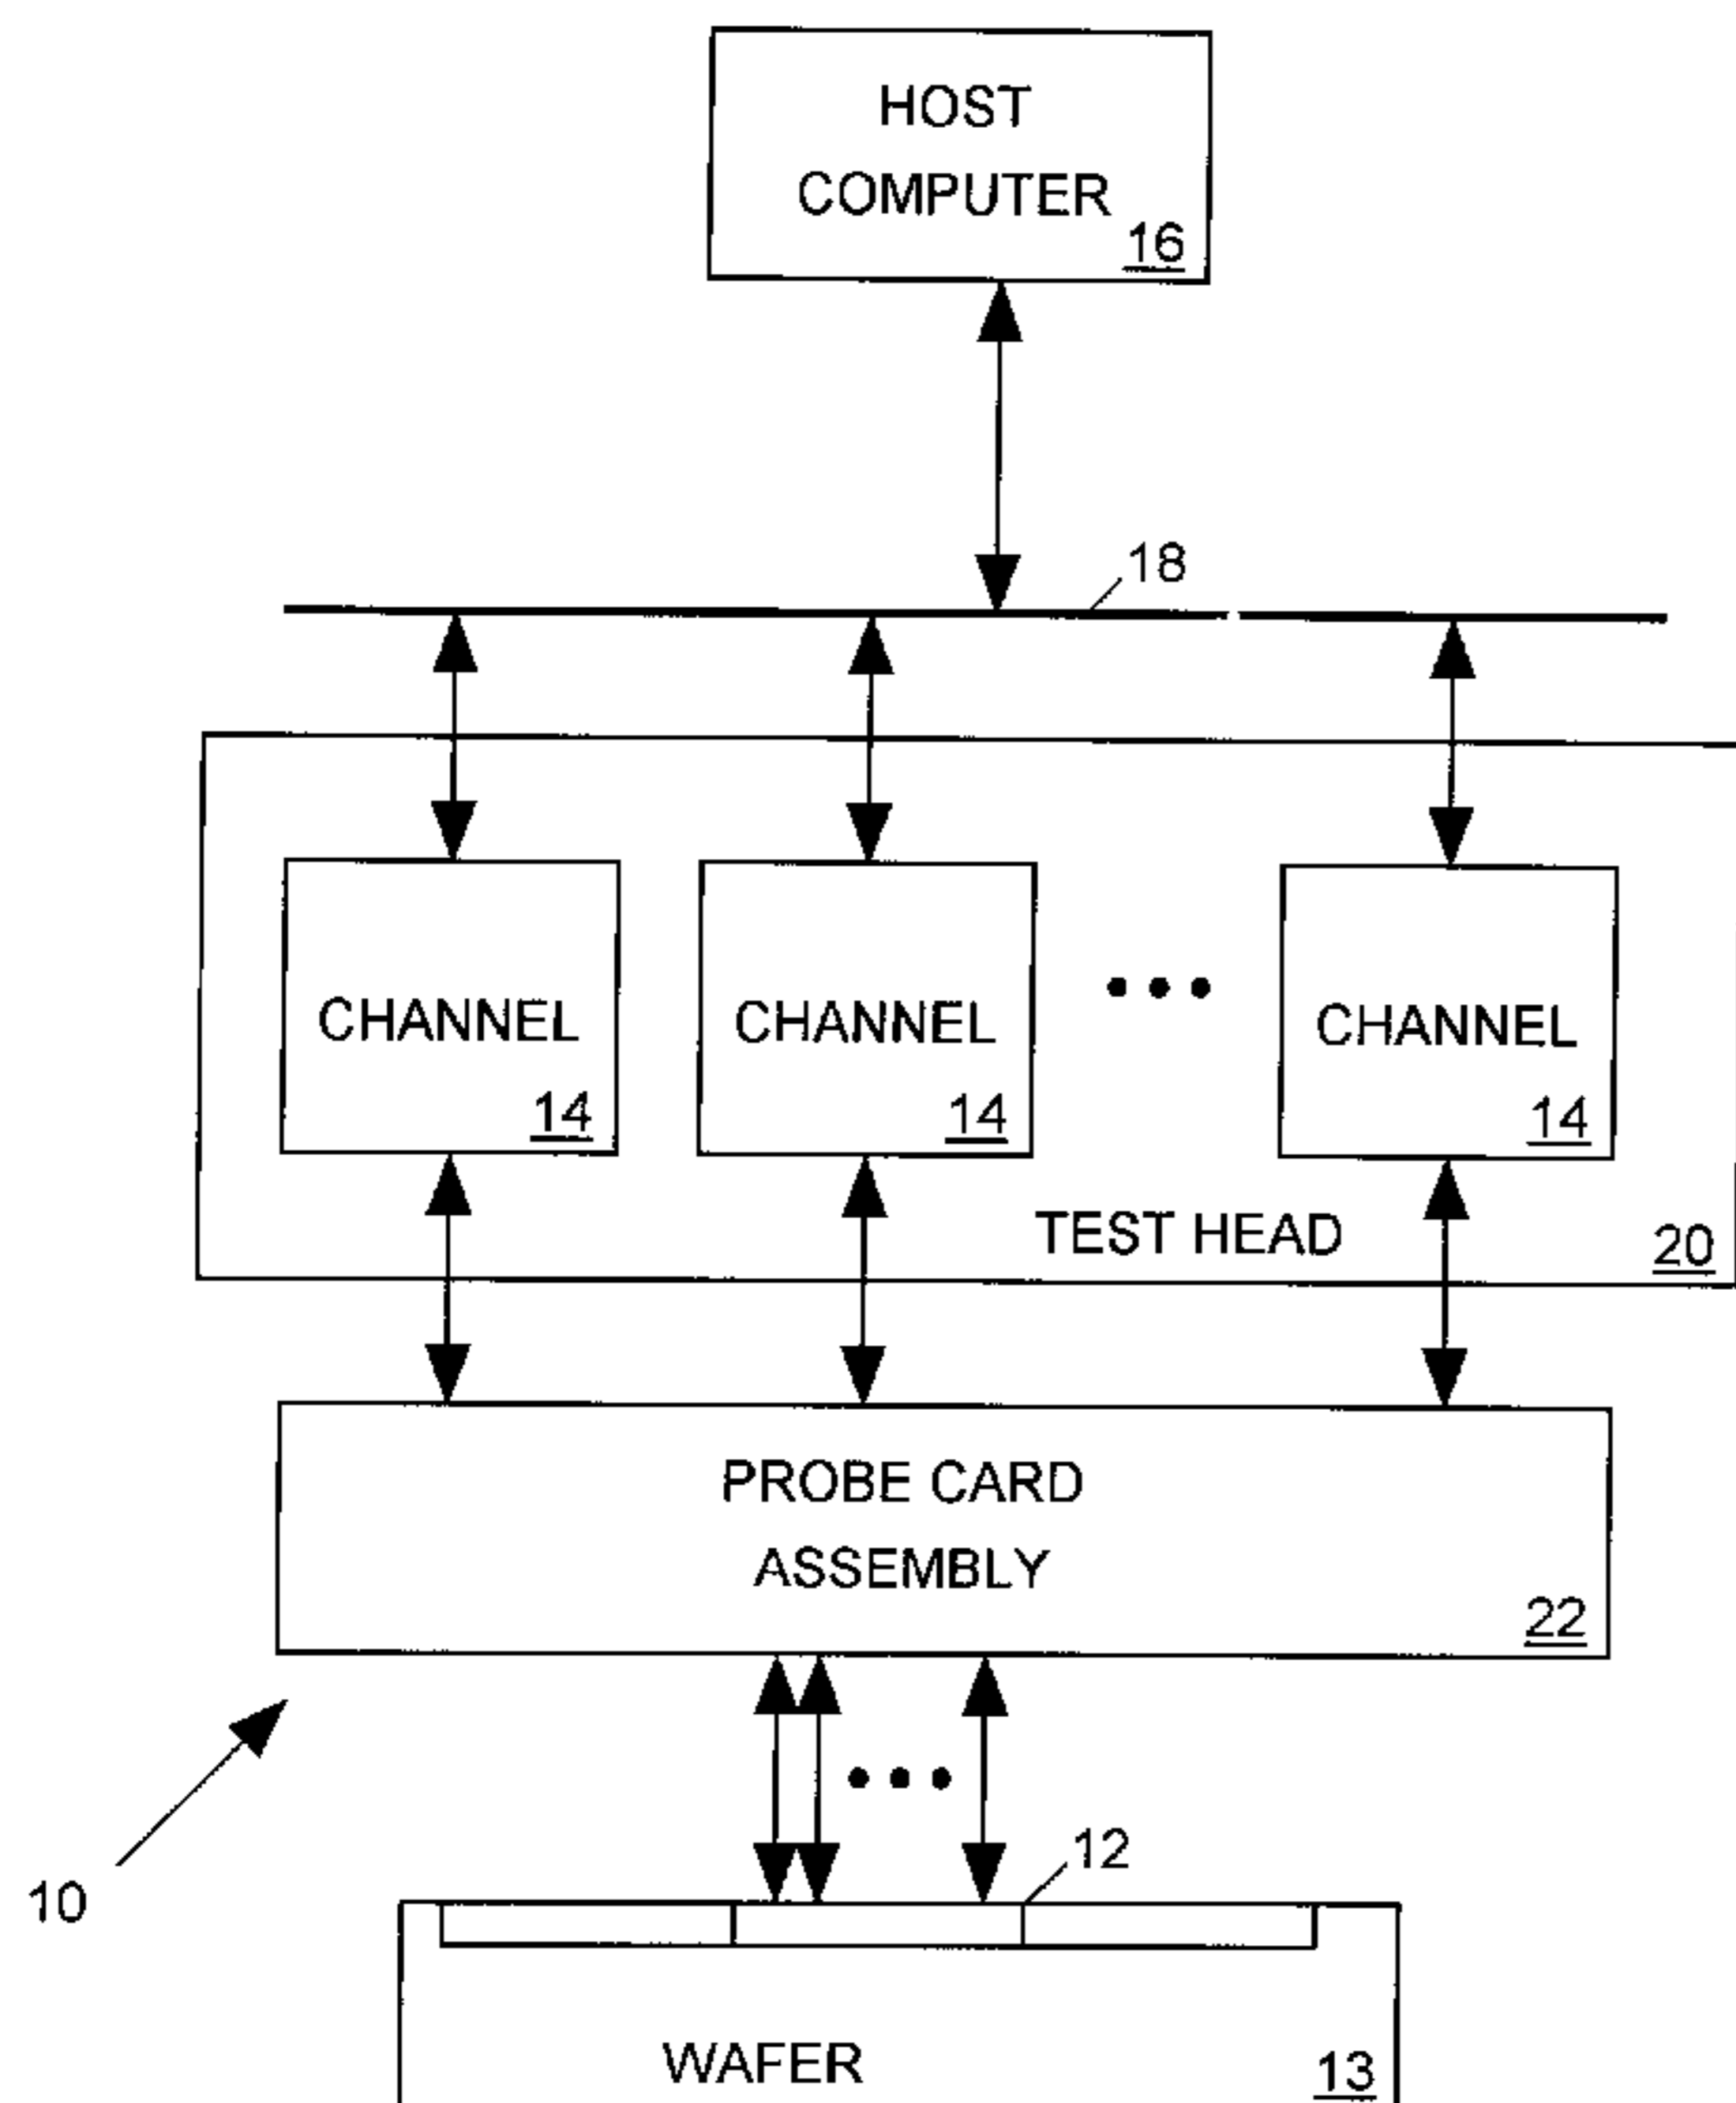 HOST
COMPUTER
16
18
CHANNEL
14
CHANNEL
14
CHANNEL
14
TEST HEAD
20
PROBE CARD
ASSEMBLY
22
10
12
WAFER
13